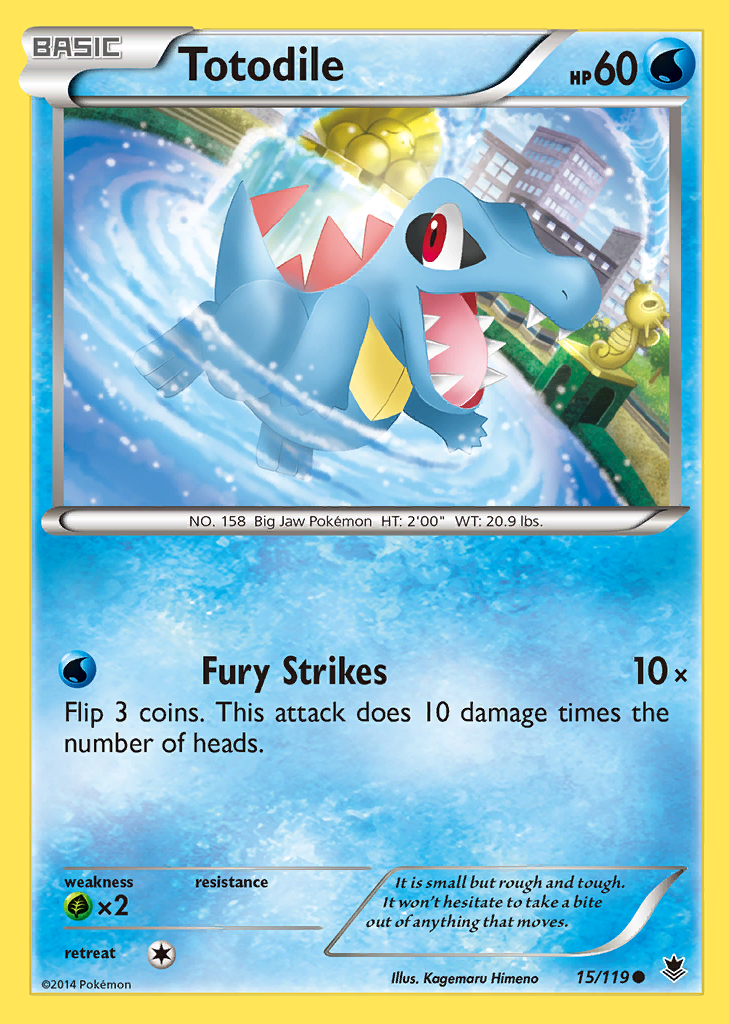 BASIC
Totodile
HP 60
NO. 158 Big Jaw Pokémon HT: 2'00" WT: 20.9 lbs.
Fury Strikes 10×
Flip 3 coins. This attack does 10 damage times the
number of heads.
weakness resistance
×2
retreat
It is small but rough and tough.
It won't hesitate to take a bite
out of anything that moves.
©2014 Pokémon
Illus. Kagemaru Himeno
15/119